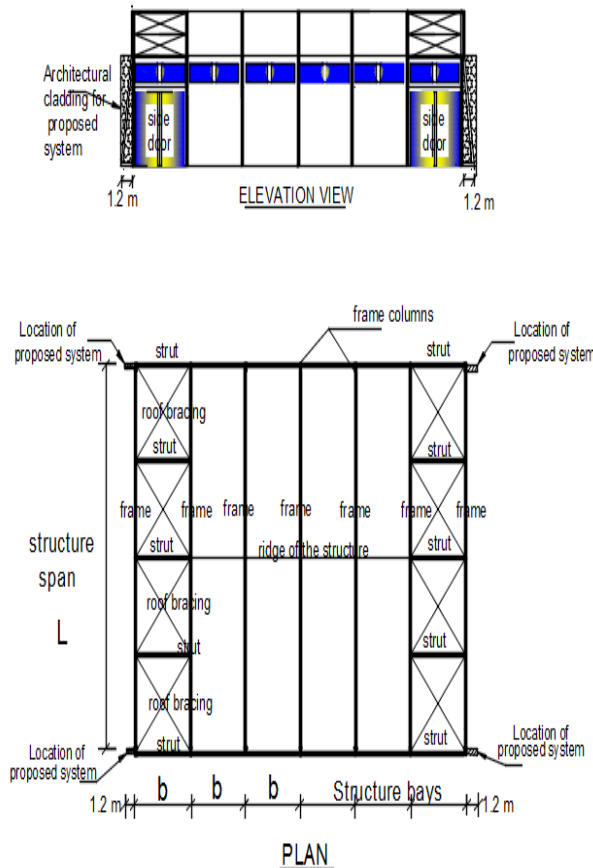 Architectural
cladding for
proposed
system
side
door
side
door
1.2 m
ELEVATION VIEW
1.2 m
frame columns
Location of
proposed system
strut
strut
Location of
proposed system
roof bracing
strut
strut
frame frame frame frame frame frame frame
structure
span
L
strut
ridge of the structure
strut
roof bracing
strut
strut
roof bracing
strut
strut
Location of
proposed system
Location of
proposed system
1.2 m b b b Structure bays 1.2 m
PLAN